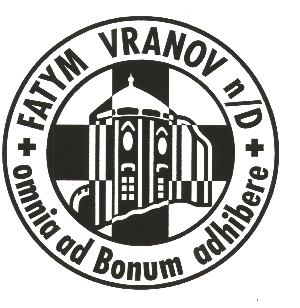 + FATYM VRANOV n/D +
omnia ad Bonum adhibere